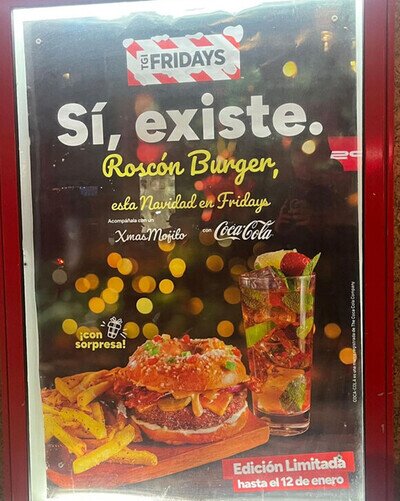 TGI FRIDAYS
Sí, existe.
Roscón Burger,
esta Navidad en Fridays
Acompáñala con un
XmasMojito con Coca-Cola
¡con
sorpresa!
Edición Limitada
hasta el 12 de enero